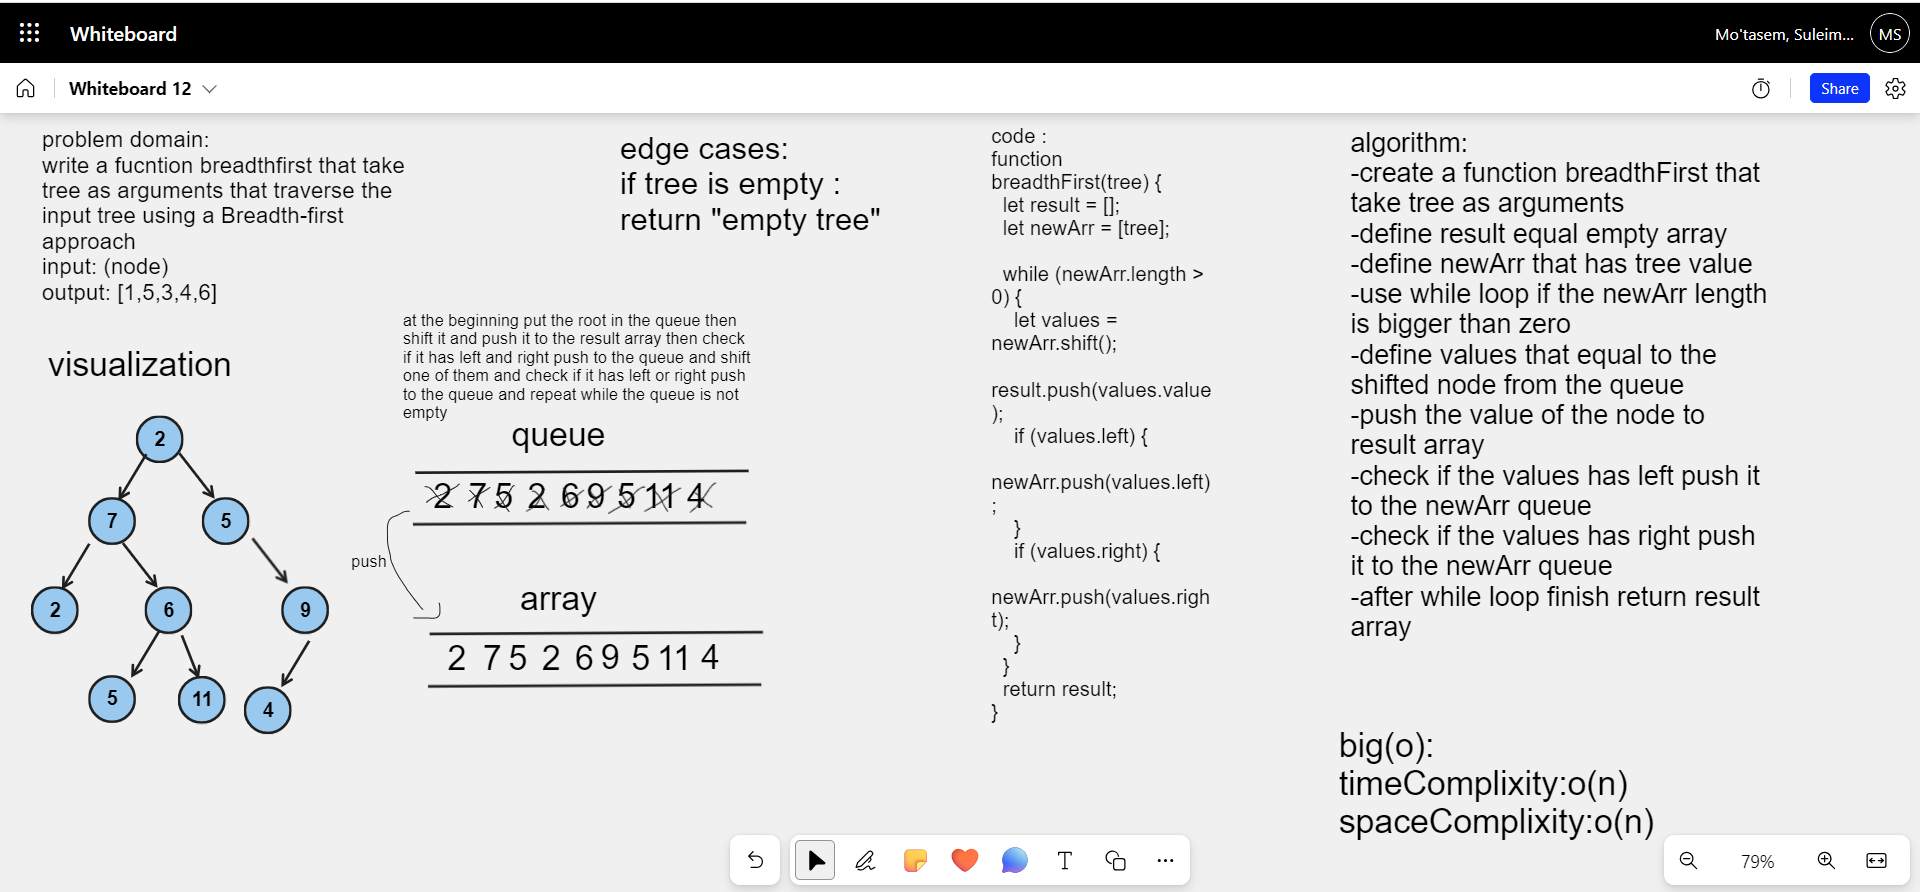 Whiteboard
Mo'tasem, Suleim...
MS
Whiteboard 12
Share
problem domain:
write a fucntion breadthfirst that take
tree as arguments that traverse the
input tree using a Breadth-first
approach
input: (node)
output: [1,5,3,4,6]
edge cases:
if tree is empty :
return "empty tree"
visualization
2
7
5
2
6
9
5
11
4
at the beginning put the root in the queue then
shift it and push it to the result array then check
if it has left and right push to the queue and shift
one of them and check if it has left or right push
to the queue and repeat while the queue is not
empty
queue
2 7 5 2 6 9 5 11 4
push
array
2 7 5 2 6 9 5 11 4
code :
function
breadthFirst(tree) {
let result = [];
let newArr = [tree];
while (newArr.length >
0) {
let values =
newArr.shift();
result.push(values.value
);
if (values.left) {
newArr.push(values.left)
;
}
if (values.right) {
newArr.push(values.righ
t);
}
}
return result;
}
algorithm:
-create a function breadthFirst that
take tree as arguments
-define result equal empty array
-define newArr that has tree value
-use while loop if the newArr length
is bigger than zero
-define values that equal to the
shifted node from the queue
-push the value of the node to
result array
-check if the values has left push it
to the newArr queue
-check if the values has right push
it to the newArr queue
-after while loop finish return result
array
big(o):
timeComplixity:o(n)
spaceComplixity:o(n)
T
79%